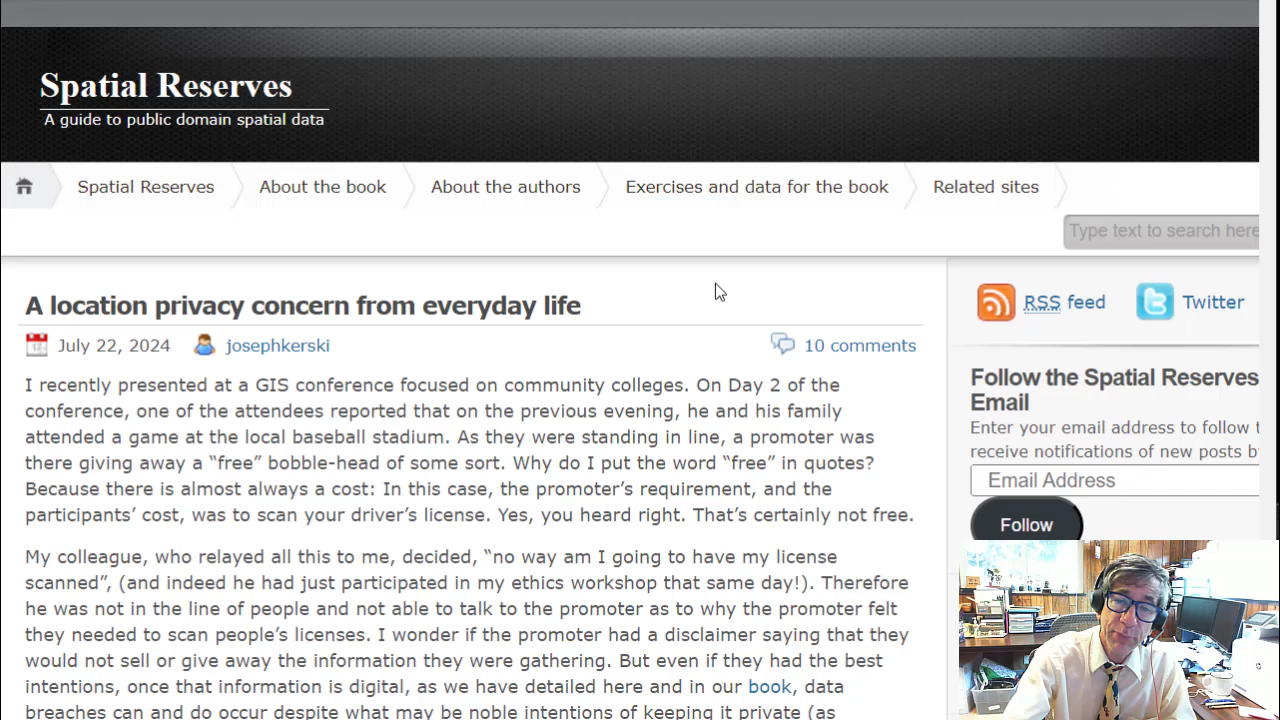 Spatial Reserves
A guide to public domain spatial data
Spatial Reserves
About the book
About the authors
Exercises and data for the book
Related sites
Type text to search here
A location privacy concern from everyday life
July 22, 2024
josephkerski
10 comments
I recently presented at a GIS conference focused on community colleges. On Day 2 of the
conference, one of the attendees reported that on the previous evening, he and his family
attended a game at the local baseball stadium. As they were standing in line, a promoter was
there giving away a “free” bobble-head of some sort. Why do I put the word “free” in quotes?
Because there is almost always a cost: In this case, the promoter’s requirement, and the
participants’ cost, was to scan your driver’s license. Yes, you heard right. That’s certainly not free.
My colleague, who relayed all this to me, decided, “no way am I going to have my license
scanned”, (and indeed he had just participated in my ethics workshop that same day!). Therefore
he was not in the line of people and not able to talk to the promoter as to why the promoter felt
they needed to scan people’s licenses. I wonder if the promoter had a disclaimer saying that they
would not sell or give away the information they were gathering. But even if they had the best
intentions, once that information is digital, as we have detailed here and in our book, data
breaches can and do occur despite what may be noble intentions of keeping it private (as
RSS feed
Twitter
Follow the Spatial Reserves
Email
Enter your email address to follow
receive notifications of new posts
Email Address
Follow